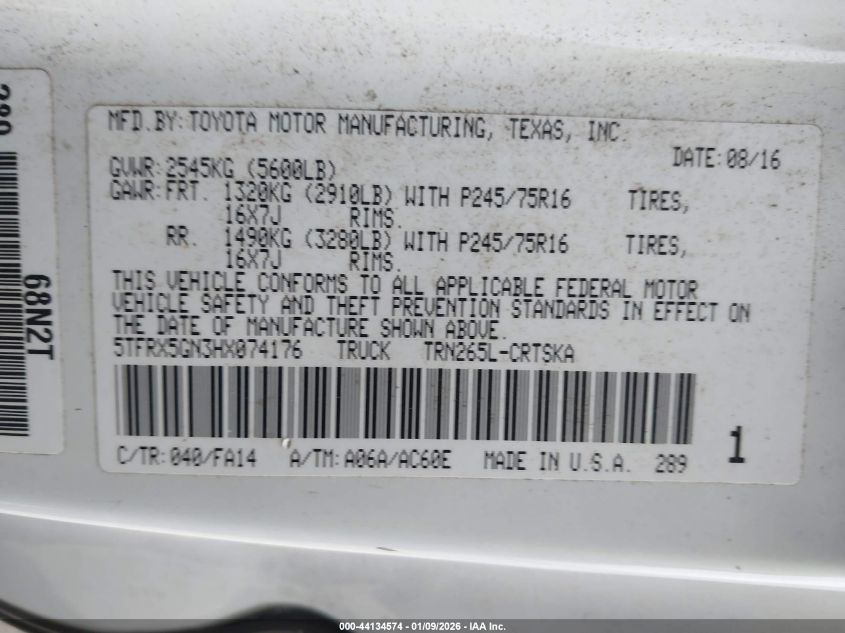 MFD.BY:TOYOTA MOTOR MANUFACTURING, TEXAS, INC.
DATE:08/16
GVWR:2545KG (5600LB)
GAWR:FRT. 1320KG (2910LB) WITH P245/75R16 TIRES,
16X7J RIMS.
RR. 1490KG (3280LB) WITH P245/75R16 TIRES,
16X7J RIMS.
THIS VEHICLE CONFORMS TO ALL APPLICABLE FEDERAL MOTOR
VEHICLE SAFETY AND THEFT PREVENTION STANDARDS IN EFFECT ON
THE DATE OF MANUFACTURE SHOWN ABOVE.
5TFRX5GN3HX074176 TRUCK TRN265L-CRTSKA
C/TR:040/FA14 A/TM:A06A/AC60E MADE IN U.S.A. 289
1
68N2T
000-44134574 | 01/09/2026 - IAA Inc.